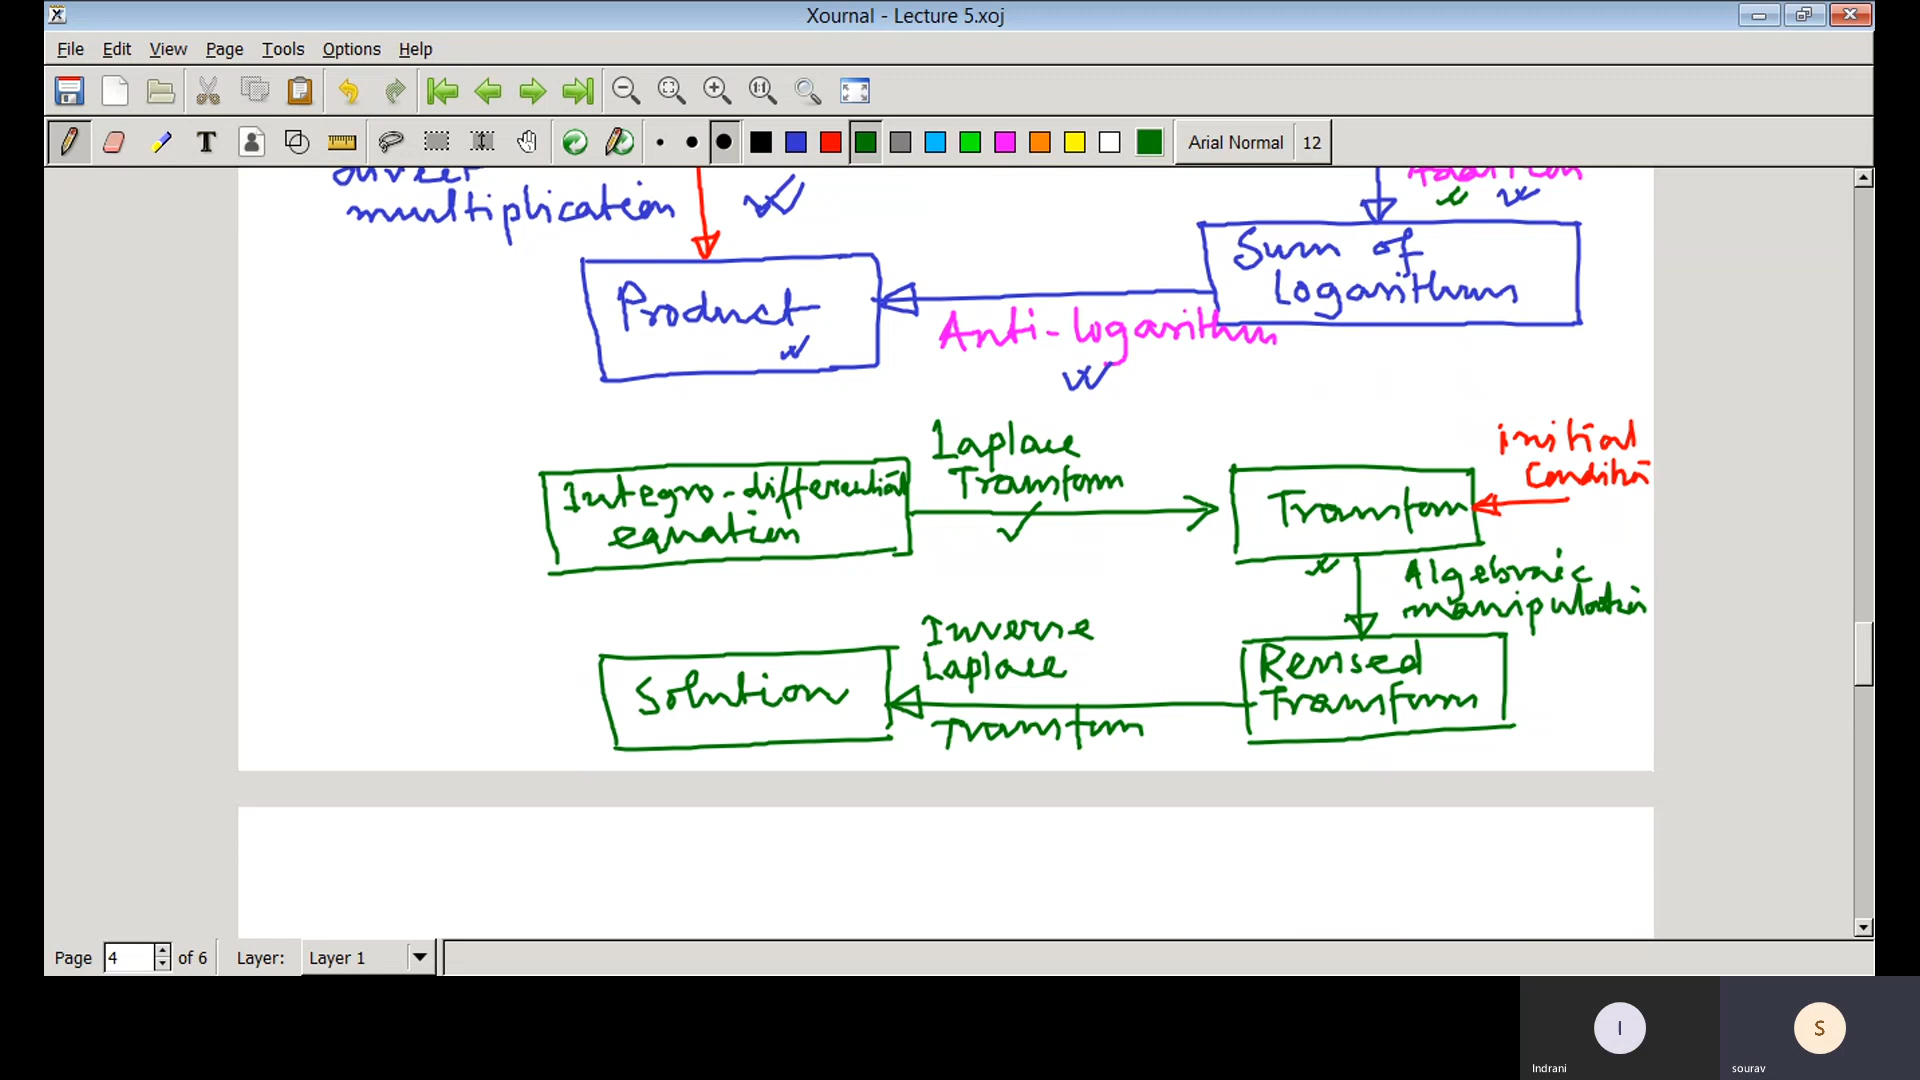 Xournal - Lecture 5.xoj
File Edit View Page Tools Options Help
Arial Normal 12
direct
multiplication
Addition
Sum of
Logarithms
Product
Anti-logarithm
Laplace
Transform
initial
Condition
Integro-differential
equation
Transform
Algebraic
manipulation
Inverse
Laplace
Transform
Solution
Revised
Transform
Page 4 of 6 Layer: Layer 1
I
S
Indrani
sourav